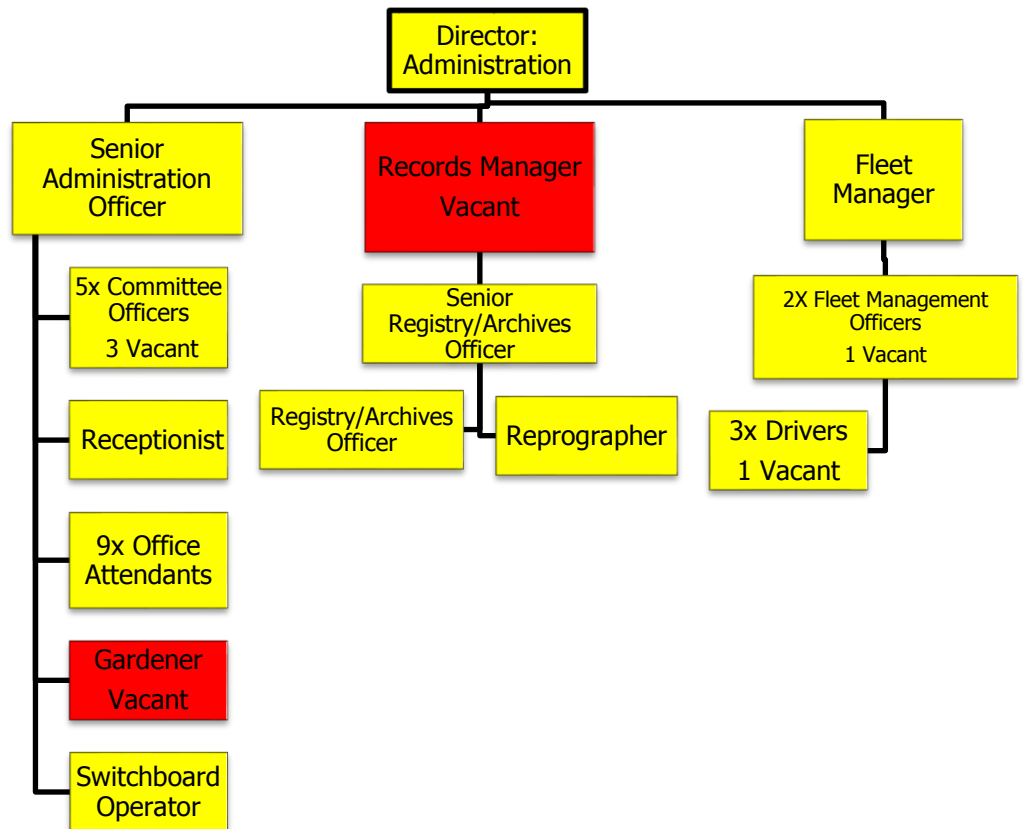 Director:
Administration
Senior
Administration
Officer
Records Manager
Vacant
Fleet
Manager
5x Committee
Officers
3 Vacant
Senior
Registry/Archives
Officer
2X Fleet Management
Officers
1 Vacant
Receptionist
Registry/Archives
Officer
Reprographer
3x Drivers
1 Vacant
9x Office
Attendants
Gardener
Vacant
Switchboard
Operator